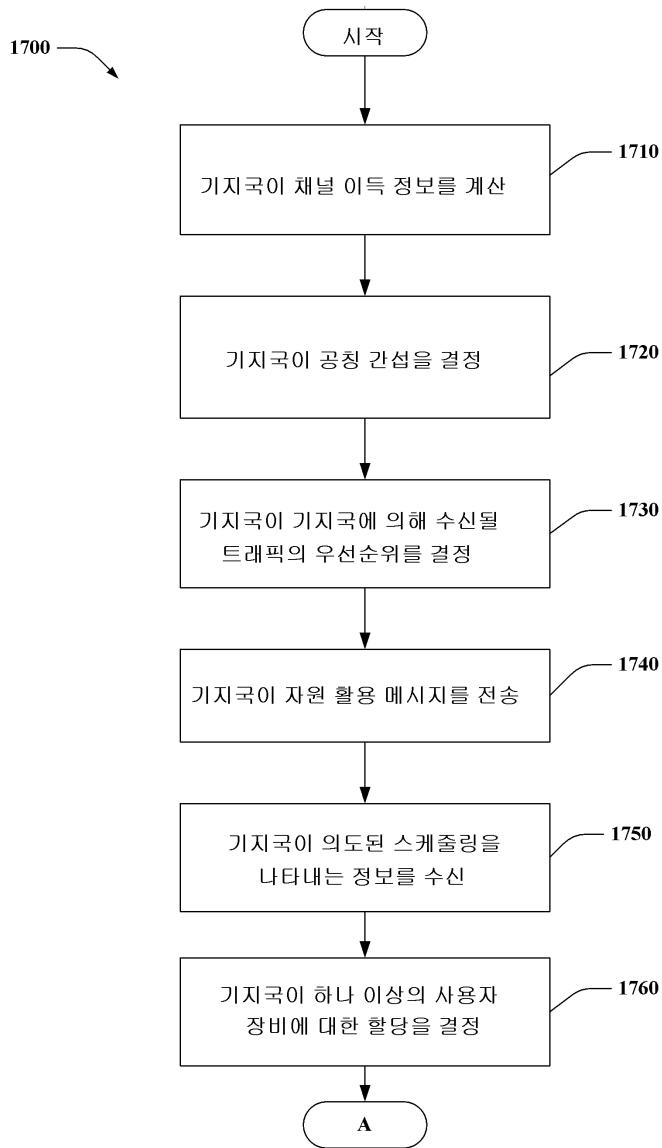 시작
1700
기지국이 채널 이득 정보를 계산
1710
기지국이 공칭 간섭을 결정
1720
기지국이 기지국에 의해 수신될
트래픽의 우선순위를 결정
1730
기지국이 자원 활용 메시지를 전송
1740
기지국이 의도된 스케줄링을
나타내는 정보를 수신
1750
기지국이 하나 이상의 사용자
장비에 대한 할당을 결정
1760
A